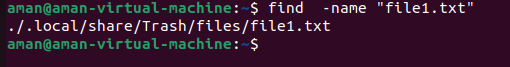 aman@aman-virtual-machine:~$ find  -name "file1.txt"
./.local/share/Trash/files/file1.txt
aman@aman-virtual-machine:~$